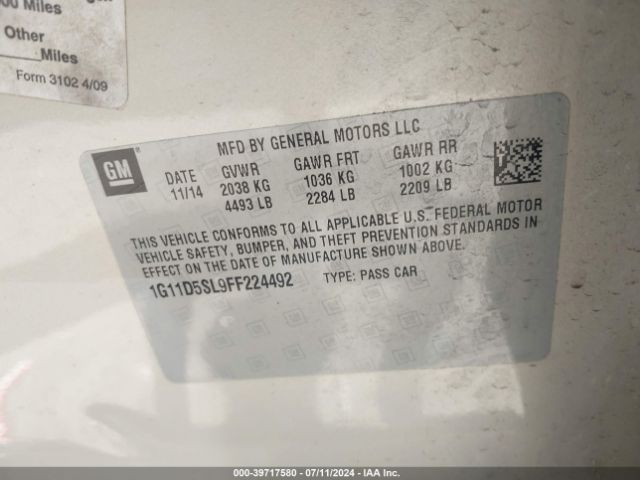 00 Miles
Other
Miles
Form 3102 4/09
GM
MFD BY GENERAL MOTORS LLC
DATE GVWR GAWR FRT GAWR RR
11/14 2038 KG 1036 KG 1002 KG
4493 LB 2284 LB 2209 LB
THIS VEHICLE CONFORMS TO ALL APPLICABLE U.S. FEDERAL MOTOR
VEHICLE SAFETY, BUMPER, AND THEFT PREVENTION STANDARDS IN
EFFECT ON THE DATE OF MANUFACTURE SHOWN ABOVE.
1G11D5SL9FF224492 TYPE: PASS CAR
000-39717580 - 07/11/2024 - IAA Inc.